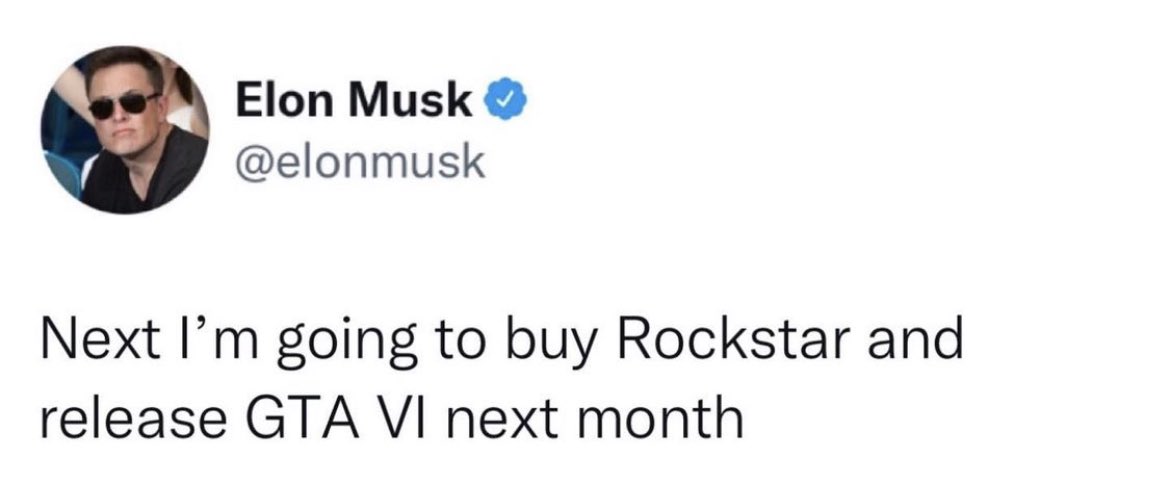 Elon Musk
@elonmusk
Next I’m going to buy Rockstar and
release GTA VI next month